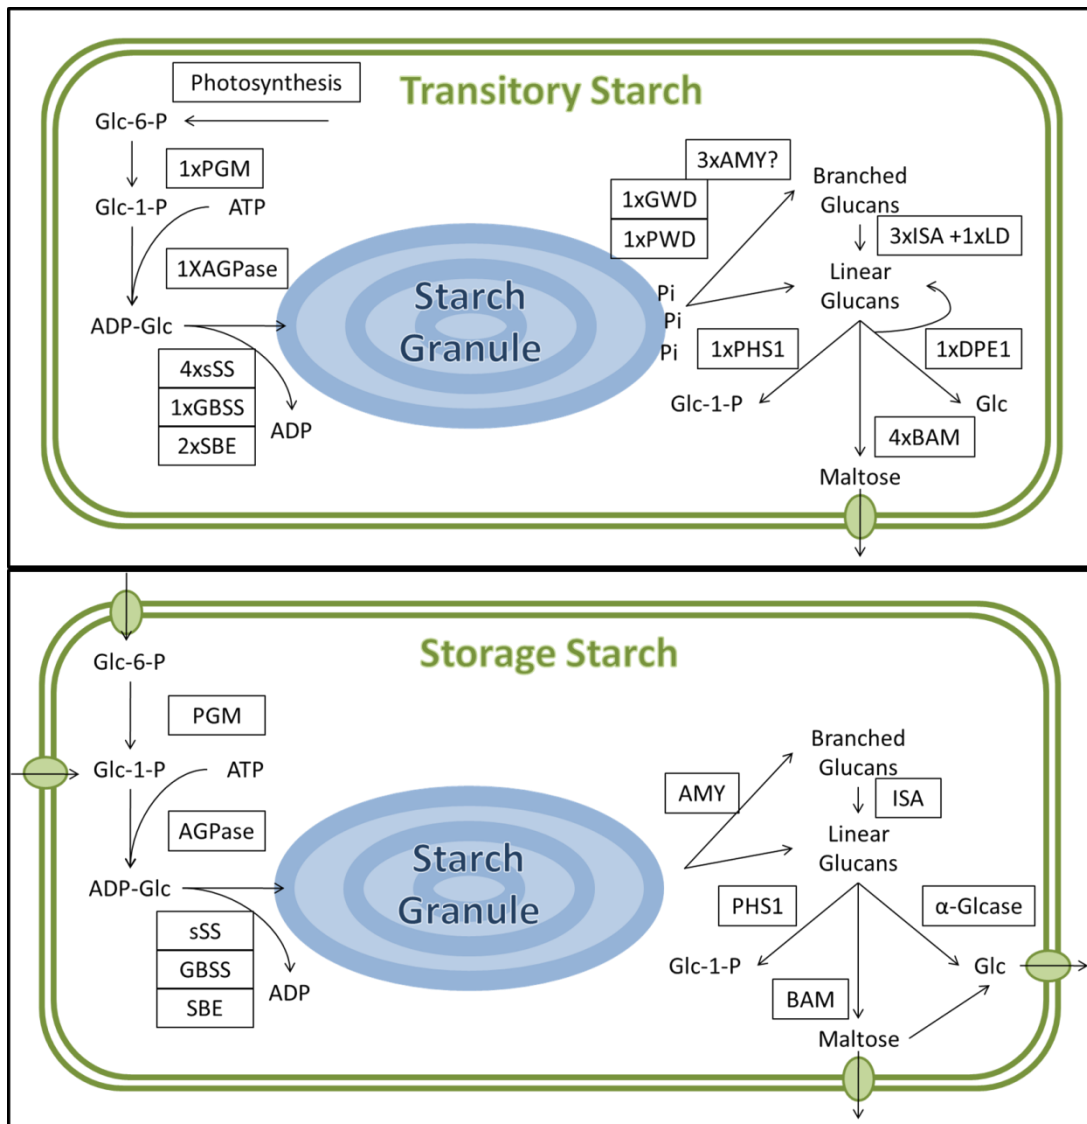 Photosynthesis
Transitory Starch
Glc-6-P
1xPGM
Glc-1-P
ATP
1XAGPase
ADP-Glc
4xsSS
1xGBSS
2xSBE
ADP
Starch
Granule
3xAMY?
1xGWD
1xPWD
Pi
Pi
Pi
Branched
Glucans
3xISA +1xLD
Linear
Glucans
1xPHS1
1xDPE1
Glc-1-P
Glc
4xBAM
Maltose
Storage Starch
Glc-6-P
PGM
Glc-1-P
ATP
AGPase
ADP-Glc
sSS
GBSS
SBE
ADP
Starch
Granule
AMY
Branched
Glucans
ISA
Linear
Glucans
PHS1
α-Glcase
Glc-1-P
Glc
BAM
Maltose